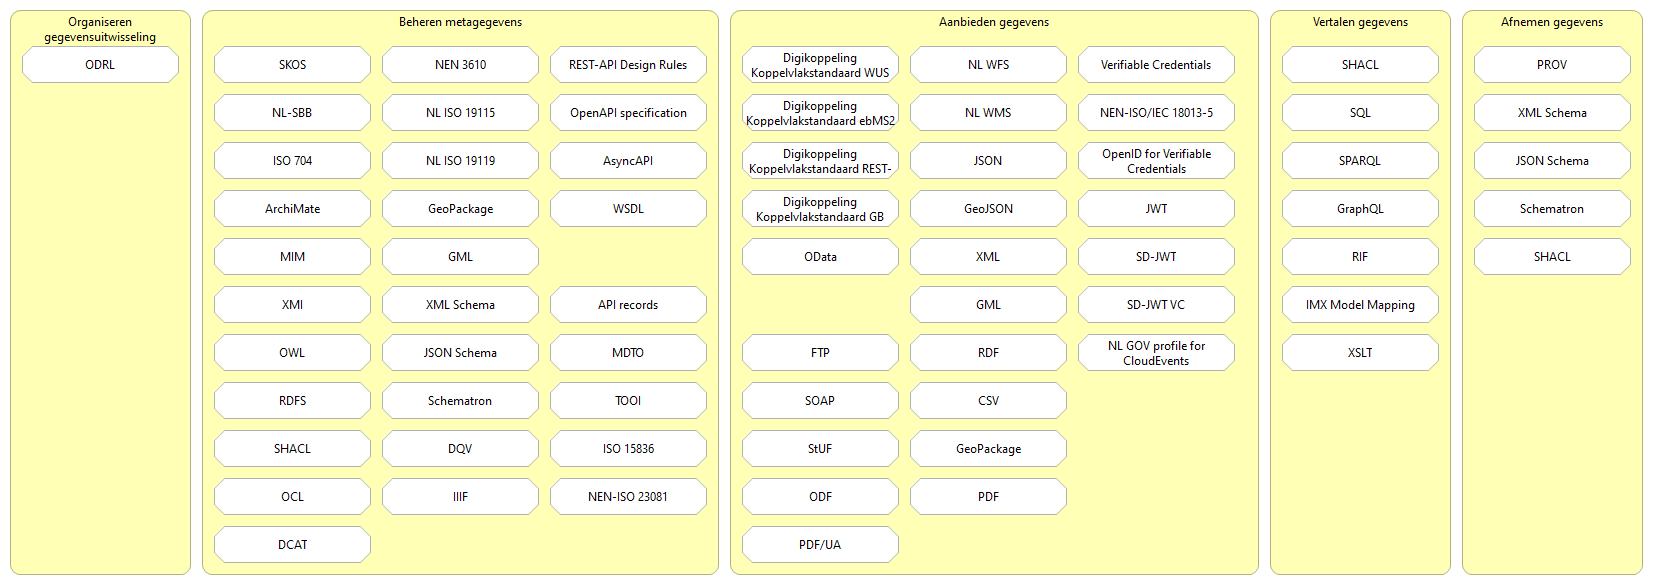 Organiseren
gegevensuitwisseling
ODRL
Beheren metagegevens
SKOS
NL-SBB
ISO 704
ArchiMate
MIM
XMI
OWL
RDFS
SHACL
OCL
DCAT
NEN 3610
NL ISO 19115
NL ISO 19119
GeoPackage
GML
XML Schema
JSON Schema
Schematron
DQV
IIIF
REST-API Design Rules
OpenAPI specification
AsyncAPI
WSDL
API records
MDTO
TOOI
ISO 15836
NEN-ISO 23081
Aanbieden gegevens
Digikoppeling
Koppelvlakstandaard WUS
Digikoppeling
Koppelvlakstandaard ebMS2
Digikoppeling
Koppelvlakstandaard REST-
Digikoppeling
Koppelvlakstandaard GB
OData
FTP
SOAP
StUF
ODF
PDF/UA
NL WFS
NL WMS
JSON
GeoJSON
XML
GML
RDF
CSV
GeoPackage
PDF
Verifiable Credentials
NEN-ISO/IEC 18013-5
OpenID for Verifiable
Credentials
JWT
SD-JWT
SD-JWT VC
NL GOV profile for
CloudEvents
Vertalen gegevens
SHACL
SQL
SPARQL
GraphQL
RIF
IMX Model Mapping
XSLT
Afnemen gegevens
PROV
XML Schema
JSON Schema
Schematron
SHACL